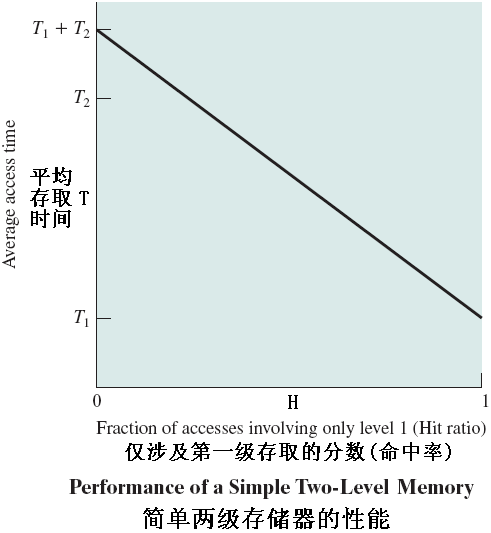 T₁ + T₂
T₂
Average access time
平均
存取 T
时间
T₁
0
H
1
Fraction of accesses involving only level 1 (Hit ratio)
仅涉及第一级存取的分数(命中率)
Performance of a Simple Two-Level Memory
简单两级存储器的性能